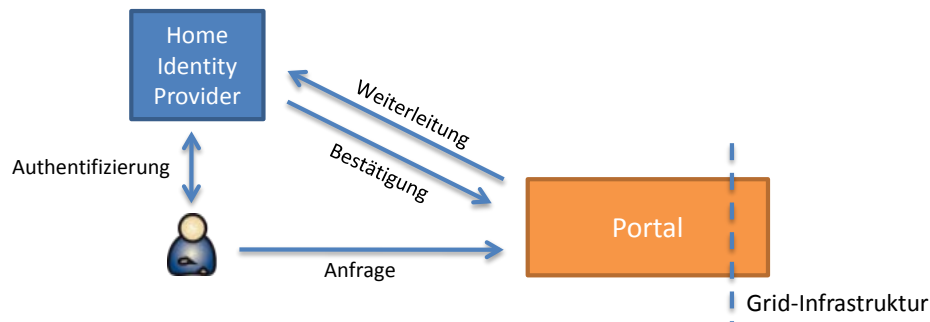 Home
Identity
Provider
Weiterleitung
Bestätigung
Authentifizierung
Portal
Anfrage
Grid-Infrastruktur